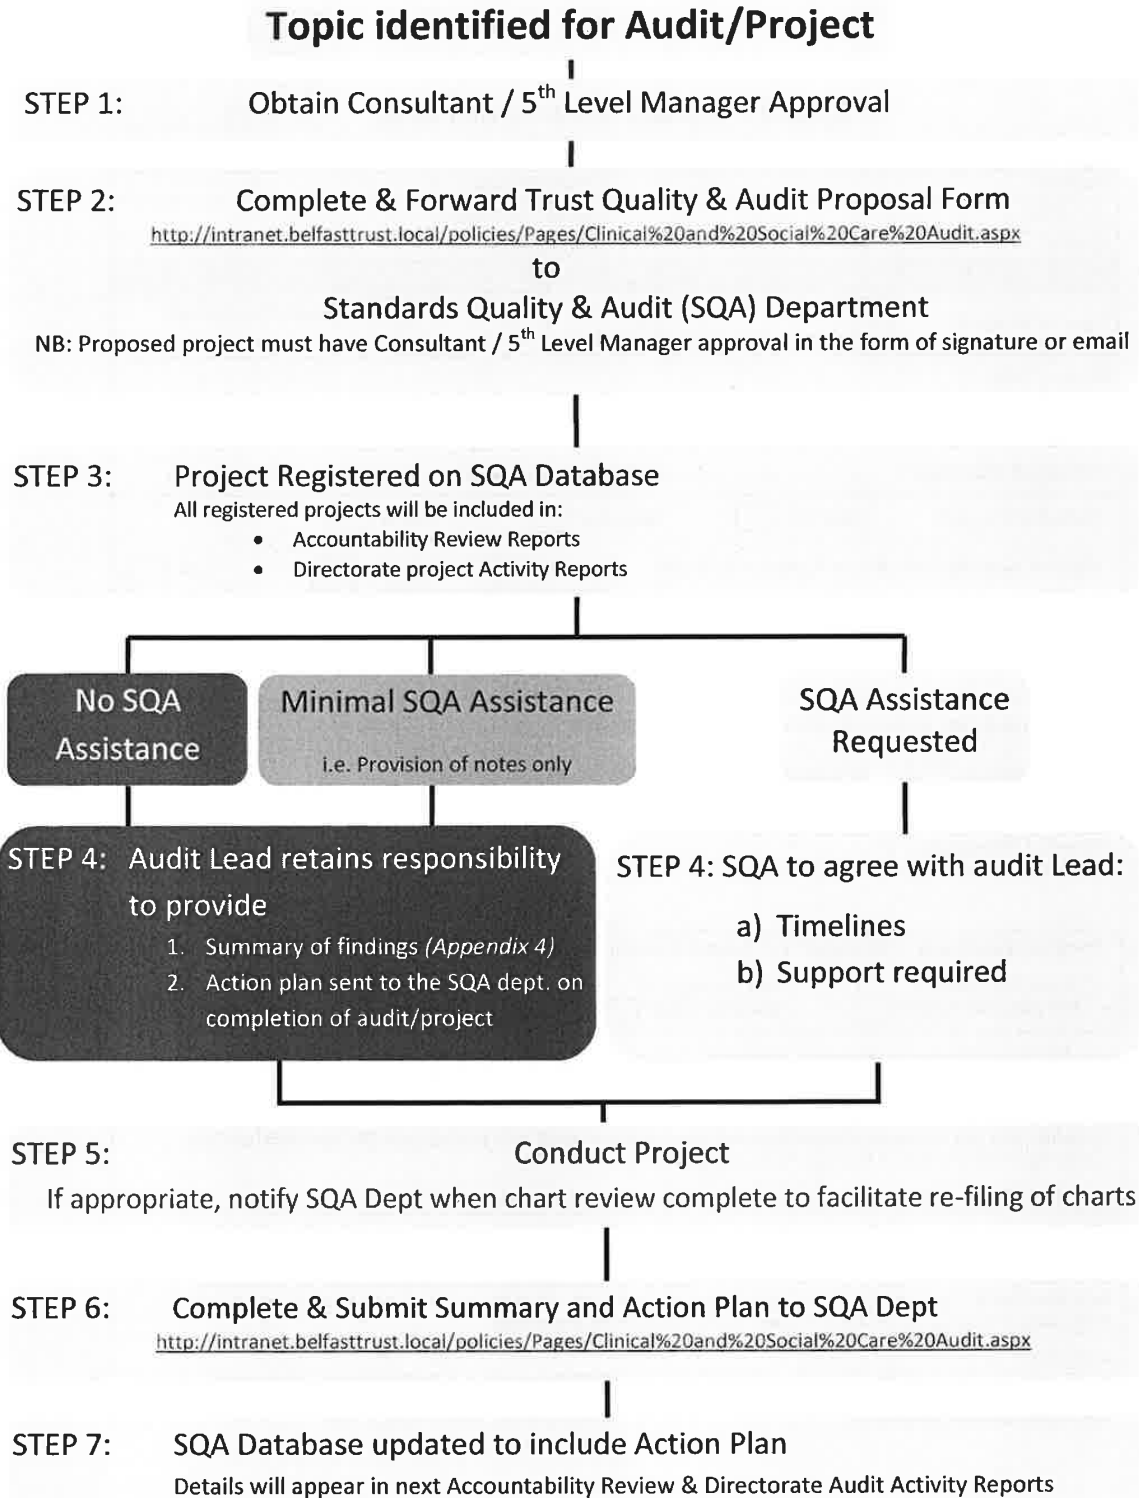 Topic identified for Audit/Project
STEP 1: Obtain Consultant / 5th Level Manager Approval
STEP 2: Complete & Forward Trust Quality & Audit Proposal Form
http://intranet.belfasttrust.local/policies/Pages/Clinical%20and%20Social%20Care%20Audit.aspx
to
Standards Quality & Audit (SQA) Department
NB: Proposed project must have Consultant / 5th Level Manager approval in the form of signature or email
STEP 3: Project Registered on SQA Database
All registered projects will be included in:
• Accountability Review Reports
• Directorate project Activity Reports
No SQA
Assistance
Minimal SQA Assistance
i.e. Provision of notes only
SQA Assistance
Requested
STEP 4: Audit Lead retains responsibility
to provide
1. Summary of findings (Appendix 4)
2. Action plan sent to the SQA dept. on
completion of audit/project
STEP 4: SQA to agree with audit Lead:
a) Timelines
b) Support required
STEP 5: Conduct Project
If appropriate, notify SQA Dept when chart review complete to facilitate re-filing of charts
STEP 6: Complete & Submit Summary and Action Plan to SQA Dept
http://intranet.belfasttrust.local/policies/Pages/Clinical%20and%20Social%20Care%20Audit.aspx
STEP 7: SQA Database updated to include Action Plan
Details will appear in next Accountability Review & Directorate Audit Activity Reports